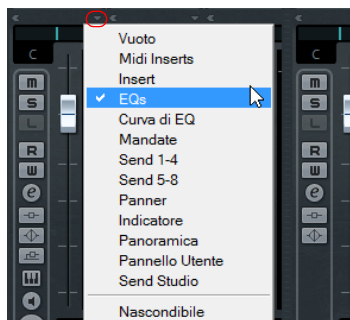 C
C
Vuoto
Midi Inserts
Insert
EQs
Curva di EQ
Mandate
Send 1-4
Send 5-8
Panner
Indicatore
Panoramica
Pannello Utente
Send Studio
Nascondibile
m
S
L
R
W
e
m
S
L
R
W
e